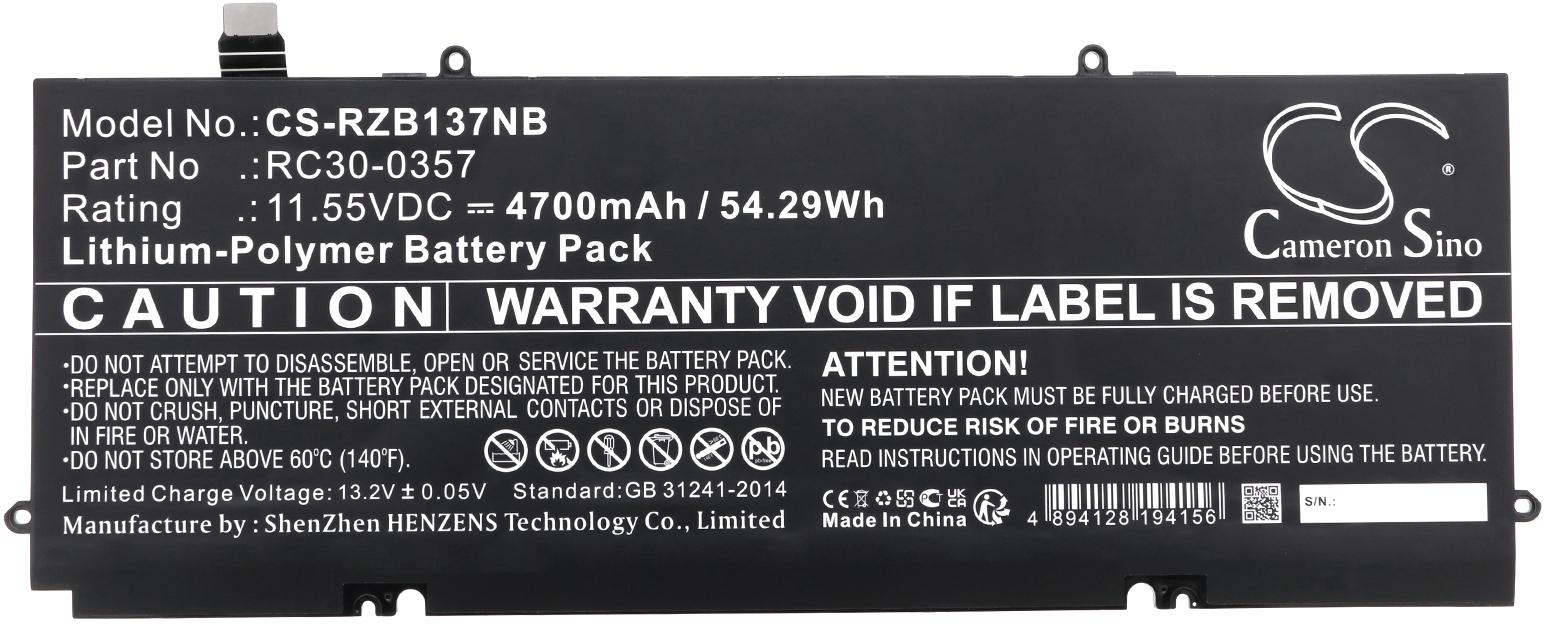 Model No.:CS-RZB137NB
Part No .:RC30-0357
Rating .:11.55VDC ⎓ 4700mAh / 54.29Wh
Lithium-Polymer Battery Pack
®
Cameron Sino
CAUTION
WARRANTY VOID IF LABEL IS REMOVED
•DO NOT ATTEMPT TO DISASSEMBLE, OPEN OR SERVICE THE BATTERY PACK.
•REPLACE ONLY WITH THE BATTERY PACK DESIGNATED FOR THIS PRODUCT.
•DO NOT CRUSH, PUNCTURE, SHORT EXTERNAL CONTACTS OR DISPOSE OF
IN FIRE OR WATER.
•DO NOT STORE ABOVE 60°C (140°F).
pb
pb-free
Limited Charge Voltage: 13.2V ± 0.05V Standard:GB 31241-2014
Manufacture by : ShenZhen HENZENS Technology Co., Limited
ATTENTION!
NEW BATTERY PACK MUST BE FULLY CHARGED BEFORE USE.
TO REDUCE RISK OF FIRE OR BURNS
READ INSTRUCTIONS IN OPERATING GUIDE BEFORE USING THE BATTERY.
CE UK CA
Made In China
4 894128 194156
S/N.: